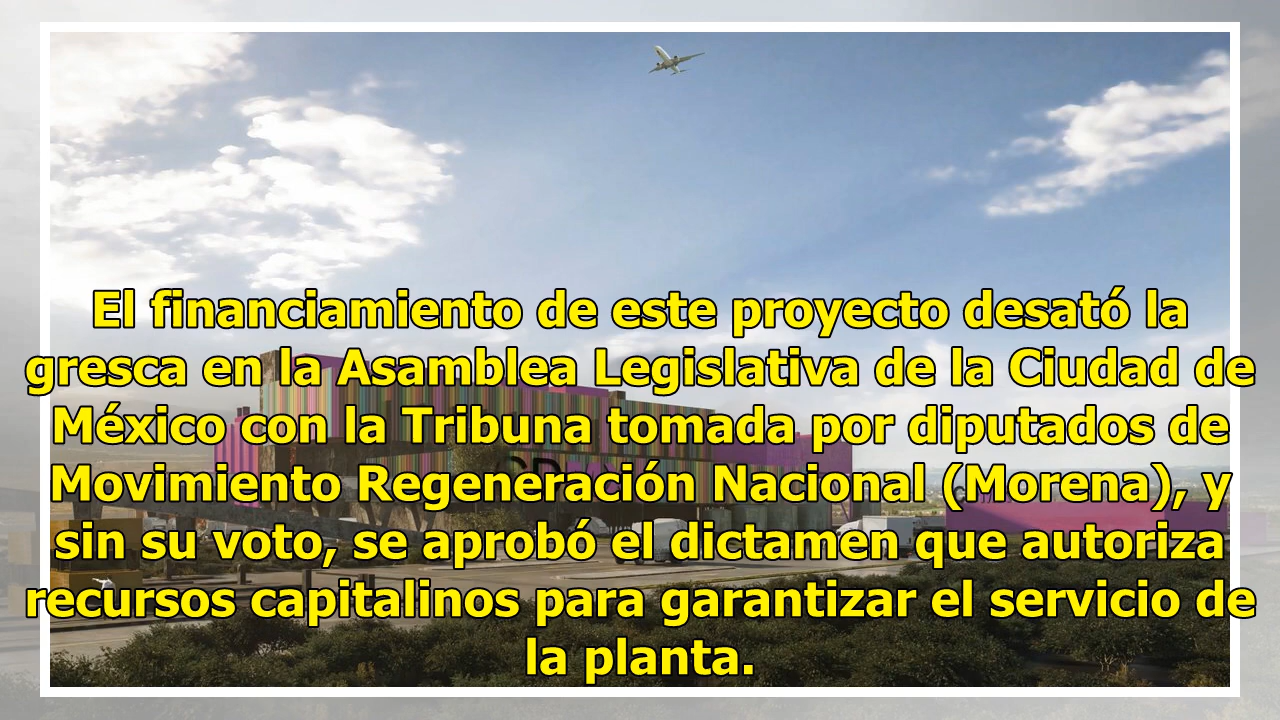 El financiamiento de este proyecto desató la
gresca en la Asamblea Legislativa de la Ciudad de
México con la Tribuna tomada por diputados de
Movimiento Regeneración Nacional (Morena), y
sin su voto, se aprobó el dictamen que autoriza
recursos capitalinos para garantizar el servicio de
la planta.